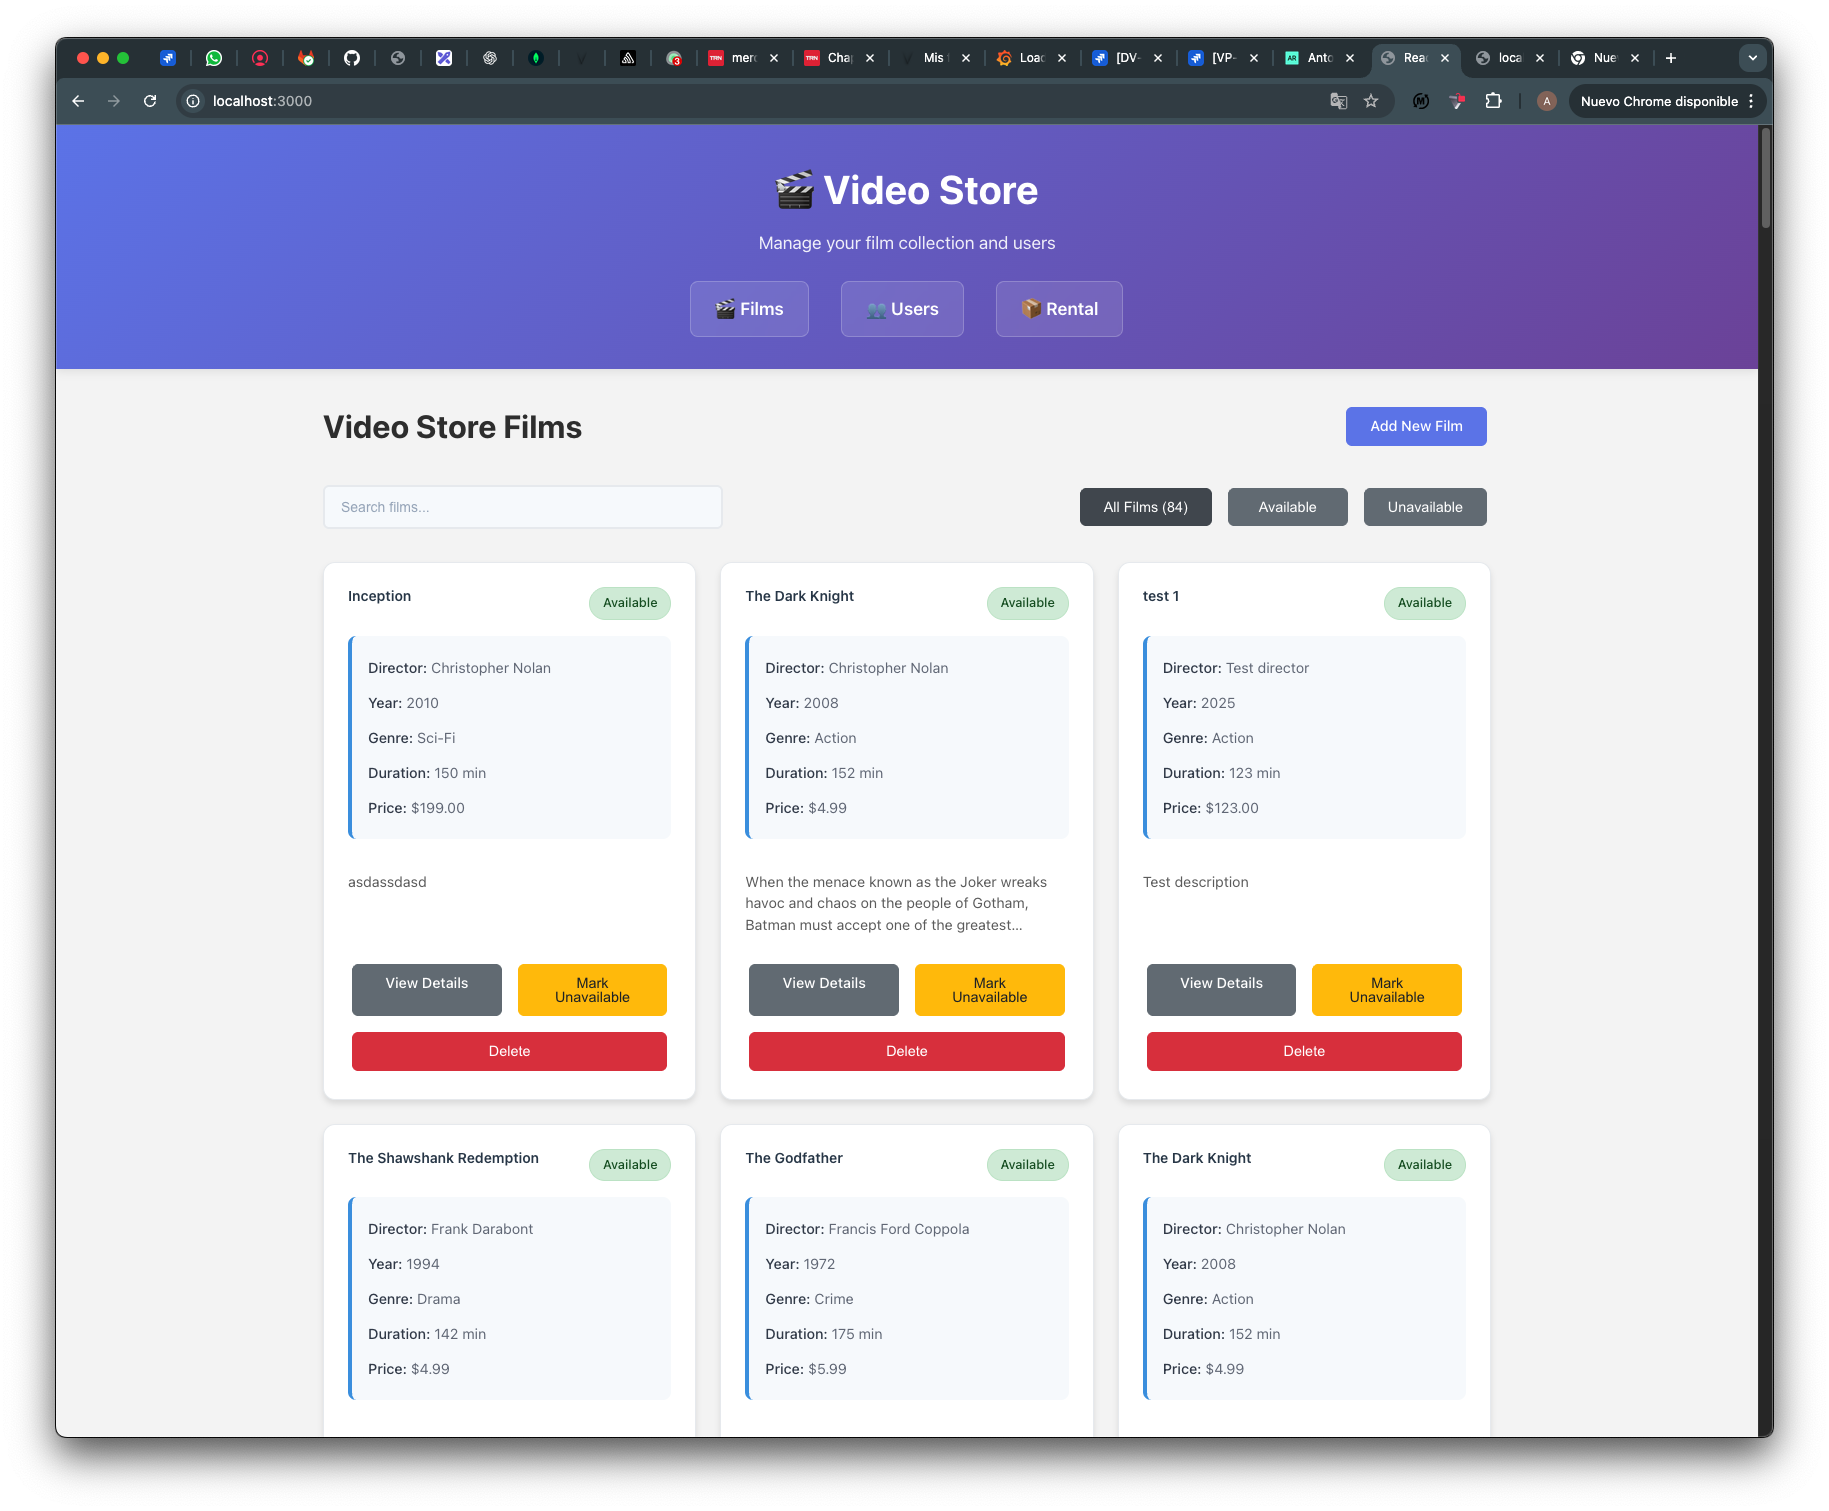 merc
Chap
Mis
Loac
[DV-
[VP-
Anto
Reac
loca
Nue
localhost:3000
A
Nuevo Chrome disponible
Video Store
Manage your film collection and users
Films
Users
Rental
Video Store Films
Add New Film
Search films...
All Films (84)
Available
Unavailable
Inception
Available
Director: Christopher Nolan
Year: 2010
Genre: Sci-Fi
Duration: 150 min
Price: $199.00
asdassdasd
View Details
Mark
Unavailable
Delete
The Dark Knight
Available
Director: Christopher Nolan
Year: 2008
Genre: Action
Duration: 152 min
Price: $4.99
When the menace known as the Joker wreaks
havoc and chaos on the people of Gotham,
Batman must accept one of the greatest...
View Details
Mark
Unavailable
Delete
test 1
Available
Director: Test director
Year: 2025
Genre: Action
Duration: 123 min
Price: $123.00
Test description
View Details
Mark
Unavailable
Delete
The Shawshank Redemption
Available
Director: Frank Darabont
Year: 1994
Genre: Drama
Duration: 142 min
Price: $4.99
The Godfather
Available
Director: Francis Ford Coppola
Year: 1972
Genre: Crime
Duration: 175 min
Price: $5.99
The Dark Knight
Available
Director: Christopher Nolan
Year: 2008
Genre: Action
Duration: 152 min
Price: $4.99